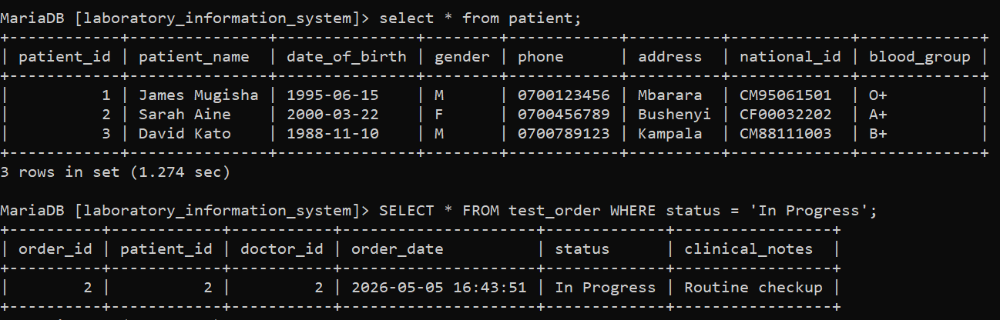 MariaDB [laboratory_information_system]> select * from patient;
+------------+---------------+---------------+--------+------------+----------+-------------+-------------+
| patient_id | patient_name  | date_of_birth | gender | phone      | address  | national_id | blood_group |
+------------+---------------+---------------+--------+------------+----------+-------------+-------------+
|          1 | James Mugisha | 1995-06-15    | M      | 0700123456 | Mbarara  | CM95061501  | O+          |
|          2 | Sarah Aine    | 2000-03-22    | F      | 0700456789 | Bushenyi | CF00032202  | A+          |
|          3 | David Kato    | 1988-11-10    | M      | 0700789123 | Kampala  | CM88111003  | B+          |
+------------+---------------+---------------+--------+------------+----------+-------------+-------------+
3 rows in set (1.274 sec)
MariaDB [laboratory_information_system]> SELECT * FROM test_order WHERE status = 'In Progress';
+----------+------------+-----------+---------------------+-------------+-----------------+
| order_id | patient_id | doctor_id | order_date          | status      | clinical_notes  |
+----------+------------+-----------+---------------------+-------------+-----------------+
|        2 |          2 |         2 | 2026-05-05 16:43:51 | In Progress | Routine checkup |
+----------+------------+-----------+---------------------+-------------+-----------------+